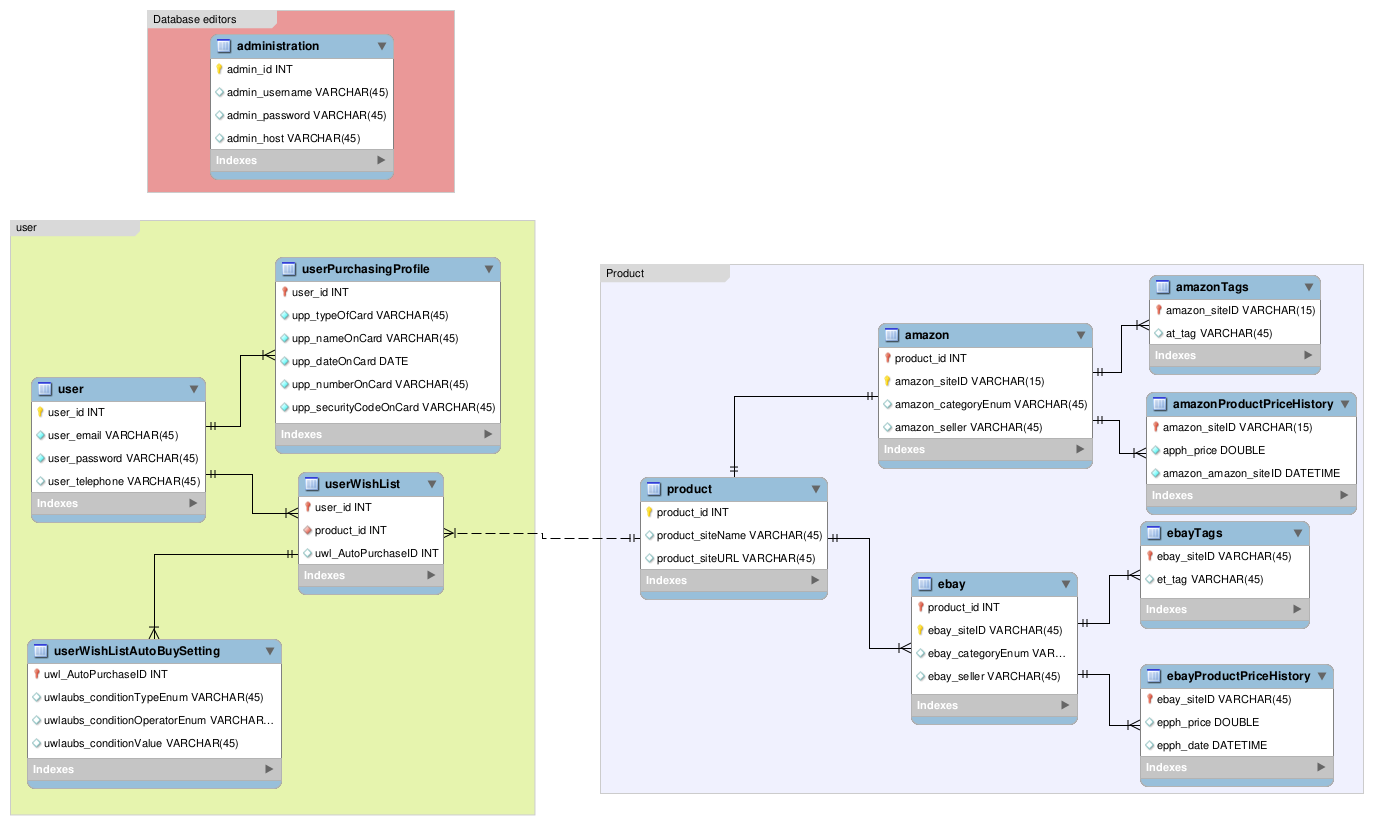 Database editors
administration
admin_id INT
admin_username VARCHAR(45)
admin_password VARCHAR(45)
admin_host VARCHAR(45)
Indexes
user
userPurchasingProfile
user_id INT
upp_typeOfCard VARCHAR(45)
upp_nameOnCard VARCHAR(45)
upp_dateOnCard DATE
upp_numberOnCard VARCHAR(45)
upp_securityCodeOnCard VARCHAR(45)
Indexes
user
user_id INT
user_email VARCHAR(45)
user_password VARCHAR(45)
user_telephone VARCHAR(45)
Indexes
userWishList
user_id INT
product_id INT
uwl_AutoPurchaseID INT
Indexes
userWishListAutoBuySetting
uwl_AutoPurchaseID INT
uwlaubs_conditionTypeEnum VARCHAR(45)
uwlaubs_conditionOperatorEnum VARCHAR...
uwlaubs_conditionValue VARCHAR(45)
Indexes
Product
product
product_id INT
product_siteName VARCHAR(45)
product_siteURL VARCHAR(45)
Indexes
amazon
product_id INT
amazon_siteID VARCHAR(15)
amazon_categoryEnum VARCHAR(45)
amazon_seller VARCHAR(45)
Indexes
amazonTags
amazon_siteID VARCHAR(15)
at_tag VARCHAR(45)
Indexes
amazonProductPriceHistory
amazon_siteID VARCHAR(15)
apph_price DOUBLE
amazon_amazon_siteID DATETIME
Indexes
ebay
product_id INT
ebay_siteID VARCHAR(45)
ebay_categoryEnum VAR...
ebay_seller VARCHAR(45)
Indexes
ebayTags
ebay_siteID VARCHAR(45)
et_tag VARCHAR(45)
Indexes
ebayProductPriceHistory
ebay_siteID VARCHAR(45)
epph_price DOUBLE
epph_date DATETIME
Indexes